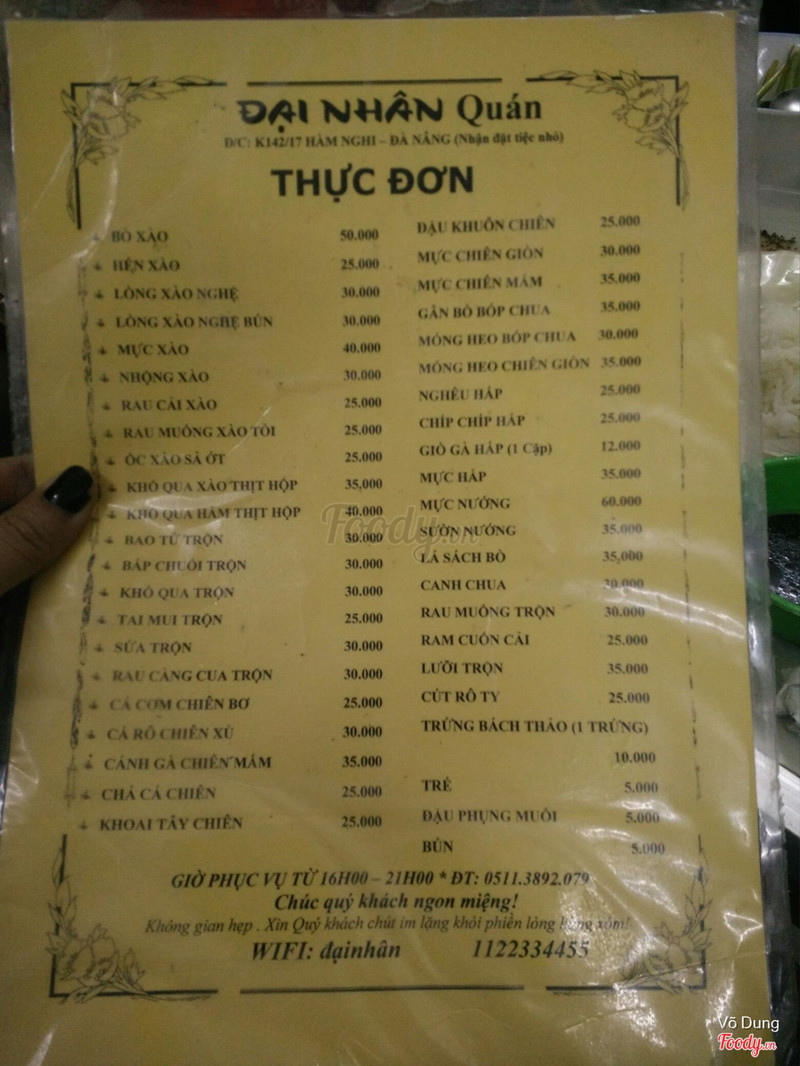 ĐẠI NHÂN Quán
Đ/C: K142/17 HÀM NGHI – ĐÀ NẴNG (Nhận đặt tiệc nhỏ)
THỰC ĐƠN
BÒ XÀO 50.000
HẾN XÀO 25.000
LÒNG XÀO NGHỆ 30.000
LÒNG XÀO NGHỆ BÚN 30.000
MỰC XÀO 40.000
NHỘNG XÀO 30.000
RAU CẢI XÀO 25.000
RAU MUỐNG XÀO TỎI 25.000
ỐC XÀO SẢ ỚT 25.000
KHỔ QUA XÀO THỊT HỘP 35,000
KHỔ QUA HẦM THỊT HỘP 40.000
BAO TỬ TRỘN 30.000
BẮP CHUỐI TRỘN 30.000
KHỔ QUA TRỘN 30.000
TAI MUI TRỘN 25.000
SỨA TRỘN 30.000
RAU CÀNG CUA TRỘN 30.000
CÁ CƠM CHIÊN BƠ 25.000
CÁ RÔ CHIÊN XÙ 30.000
CÁNH GÀ CHIÊN MẮM 35.000
CHẢ CÁ CHIÊN 25.000
KHOAI TÂY CHIÊN 25.000
ĐẬU KHUÔN CHIÊN 25.000
MỰC CHIÊN GIÒN 30.000
MỰC CHIÊN MẮM 35.000
GÂN BÒ BÓP CHUA 35.000
MÓNG HEO BÓP CHUA 30.000
MÓNG HEO CHIÊN GIÒN 35.000
NGHÊU HẤP 25.000
CHÍP CHÍP HẤP 25.000
GIÒ GÀ HẤP (1 Cặp) 12.000
MỰC HẤP 35.000
MỰC NƯỚNG 60.000
SƯỜN NƯỚNG 35.000
LÁ SÁCH BÒ 35,000
CANH CHUA 30.000
RAU MUỐNG TRỘN 30.000
RAM CUỐN CẢI 25.000
LƯỠI TRỘN 35.000
CÚT RÔ TY 25.000
TRỨNG BÁCH THẢO (1 TRỨNG)
10.000
TRÉ 5.000
ĐẬU PHỤNG MUỐI 5.000
BÚN 5.000
GIỜ PHỤC VỤ TỪ 16H00 – 21H00 * ĐT: 0511.3892.079
Chúc quý khách ngon miệng!
Không gian hẹp . Xin Quý khách chút im lặng khỏi phiền lòng hàng xóm!
WIFI: đạinhân 1122334455
Foody.vn
Võ Dung
Foody.vn